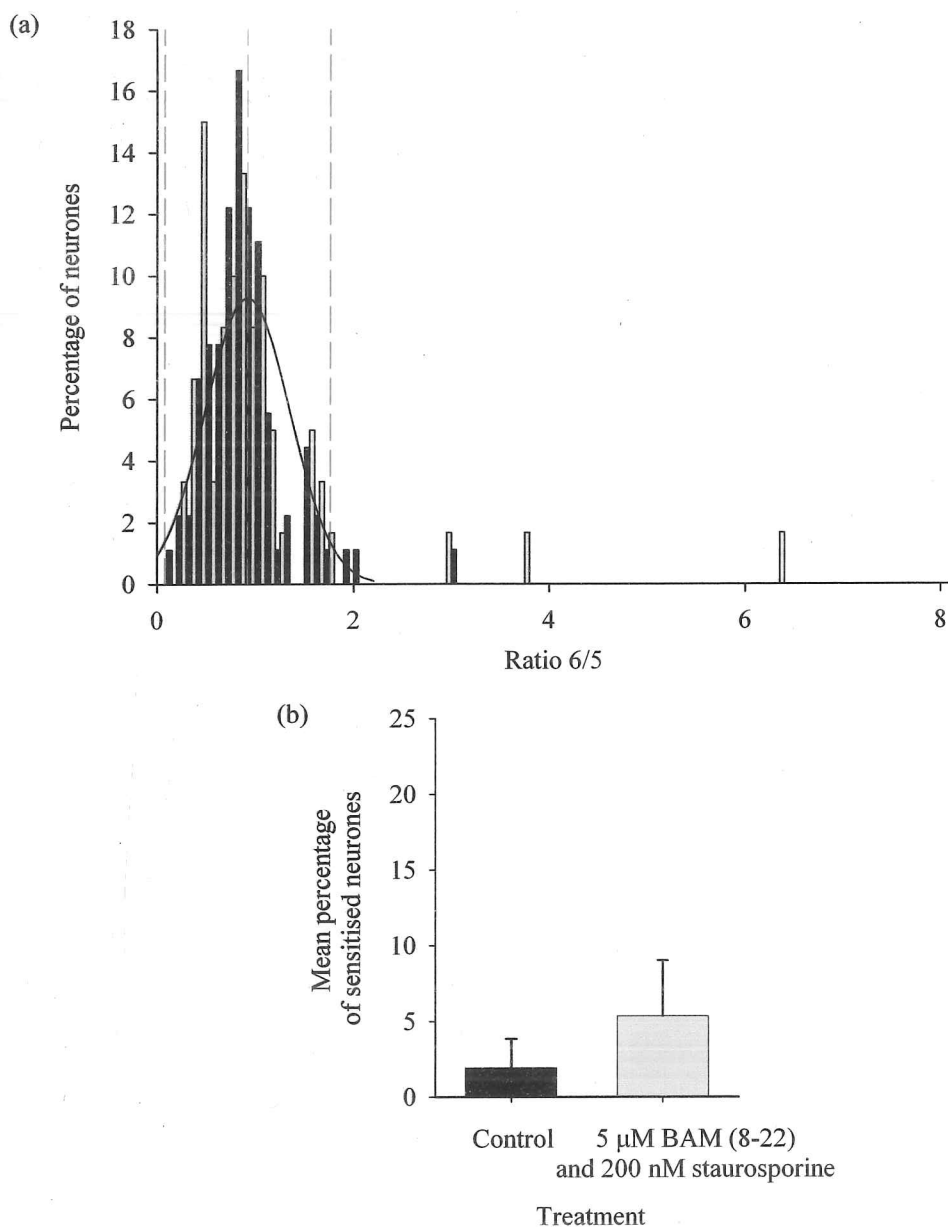 (a)
18
16
14
12
10
8
6
4
2
0
Percentage of neurones
0 2 4 6 8
Ratio 6/5
(b)
25
20
15
10
5
0
Mean percentage
of sensitised neurones
Control 5 μM BAM (8-22)
and 200 nM staurosporine
Treatment